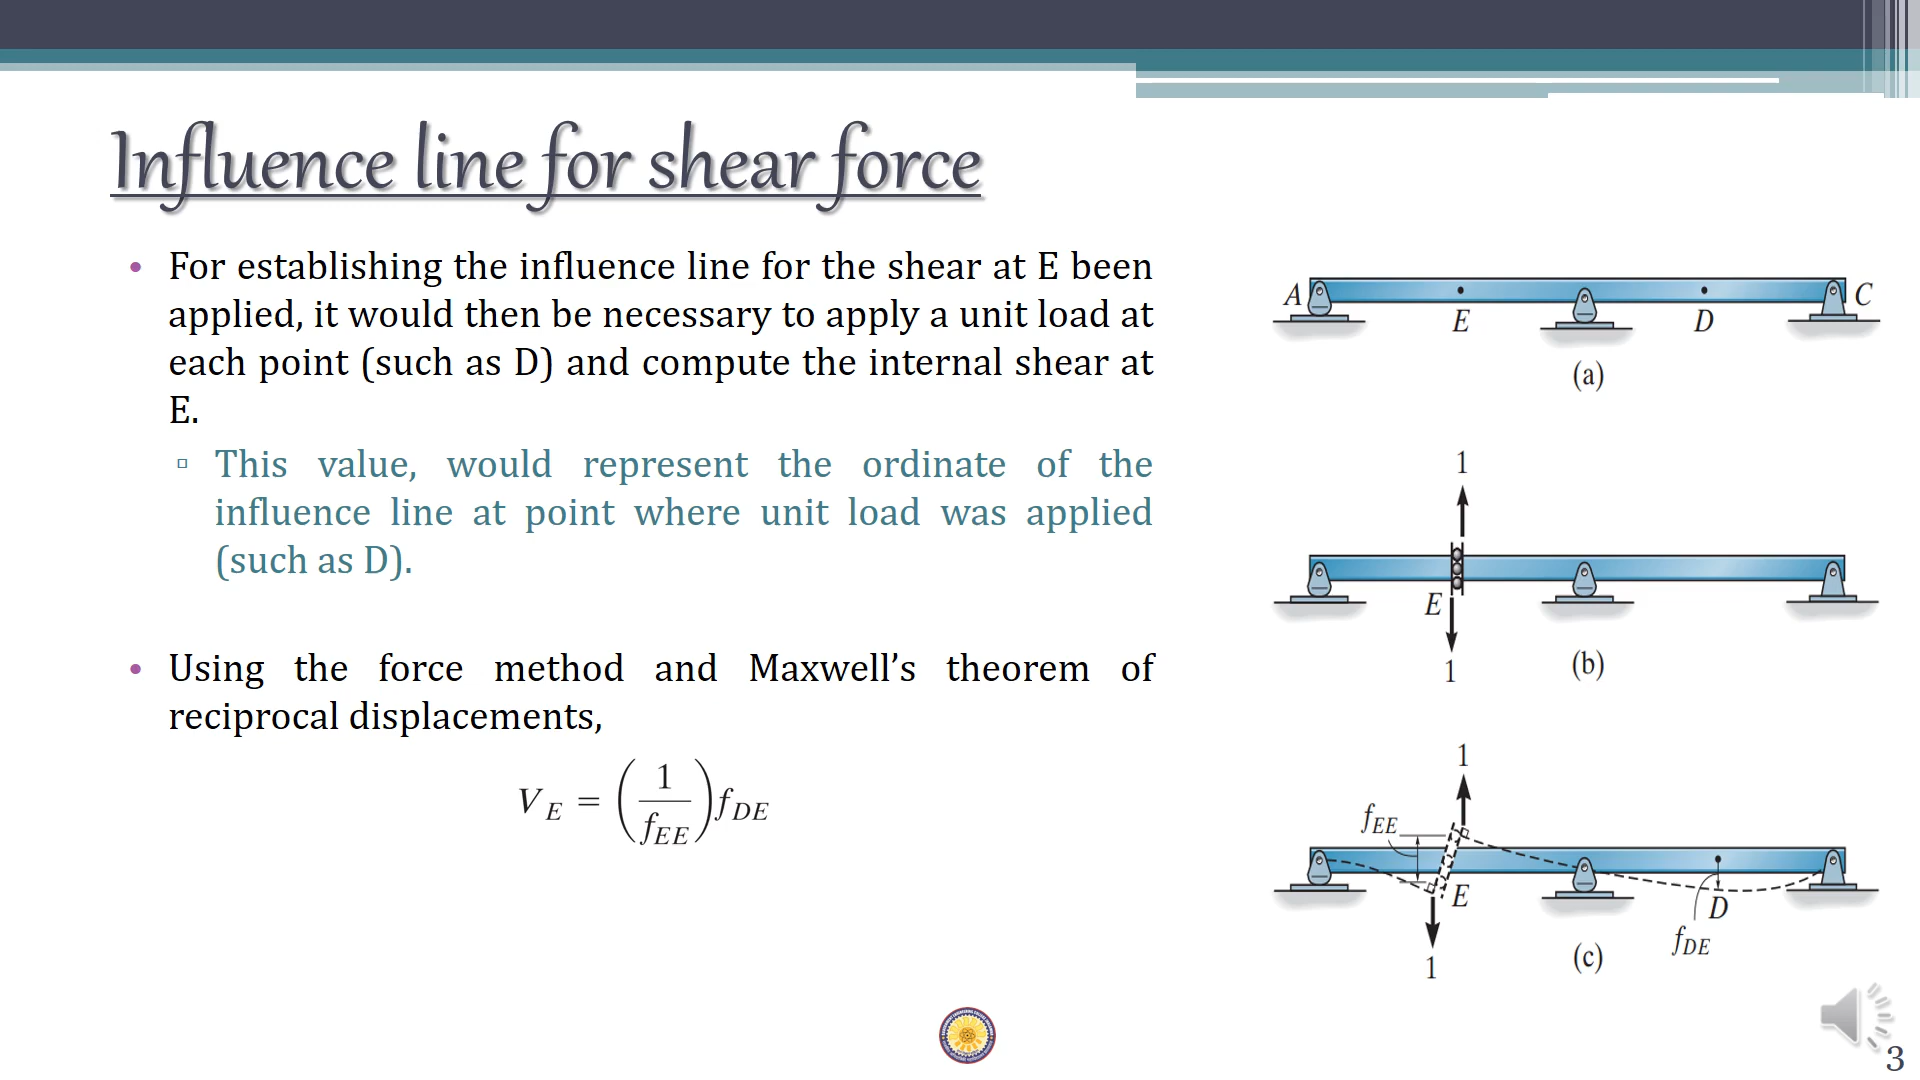 Influence line for shear force
• For establishing the influence line for the shear at E been
applied, it would then be necessary to apply a unit load at
each point (such as D) and compute the internal shear at
E.
▫ This value, would represent the ordinate of the
influence line at point where unit load was applied
(such as D).
• Using the force method and Maxwell’s theorem of
reciprocal displacements,
V_E = (1/f_EE) f_DE
A E D C
(a)
1
E
1
(b)
1
f_EE
E
D
f_DE
1
(c)
3